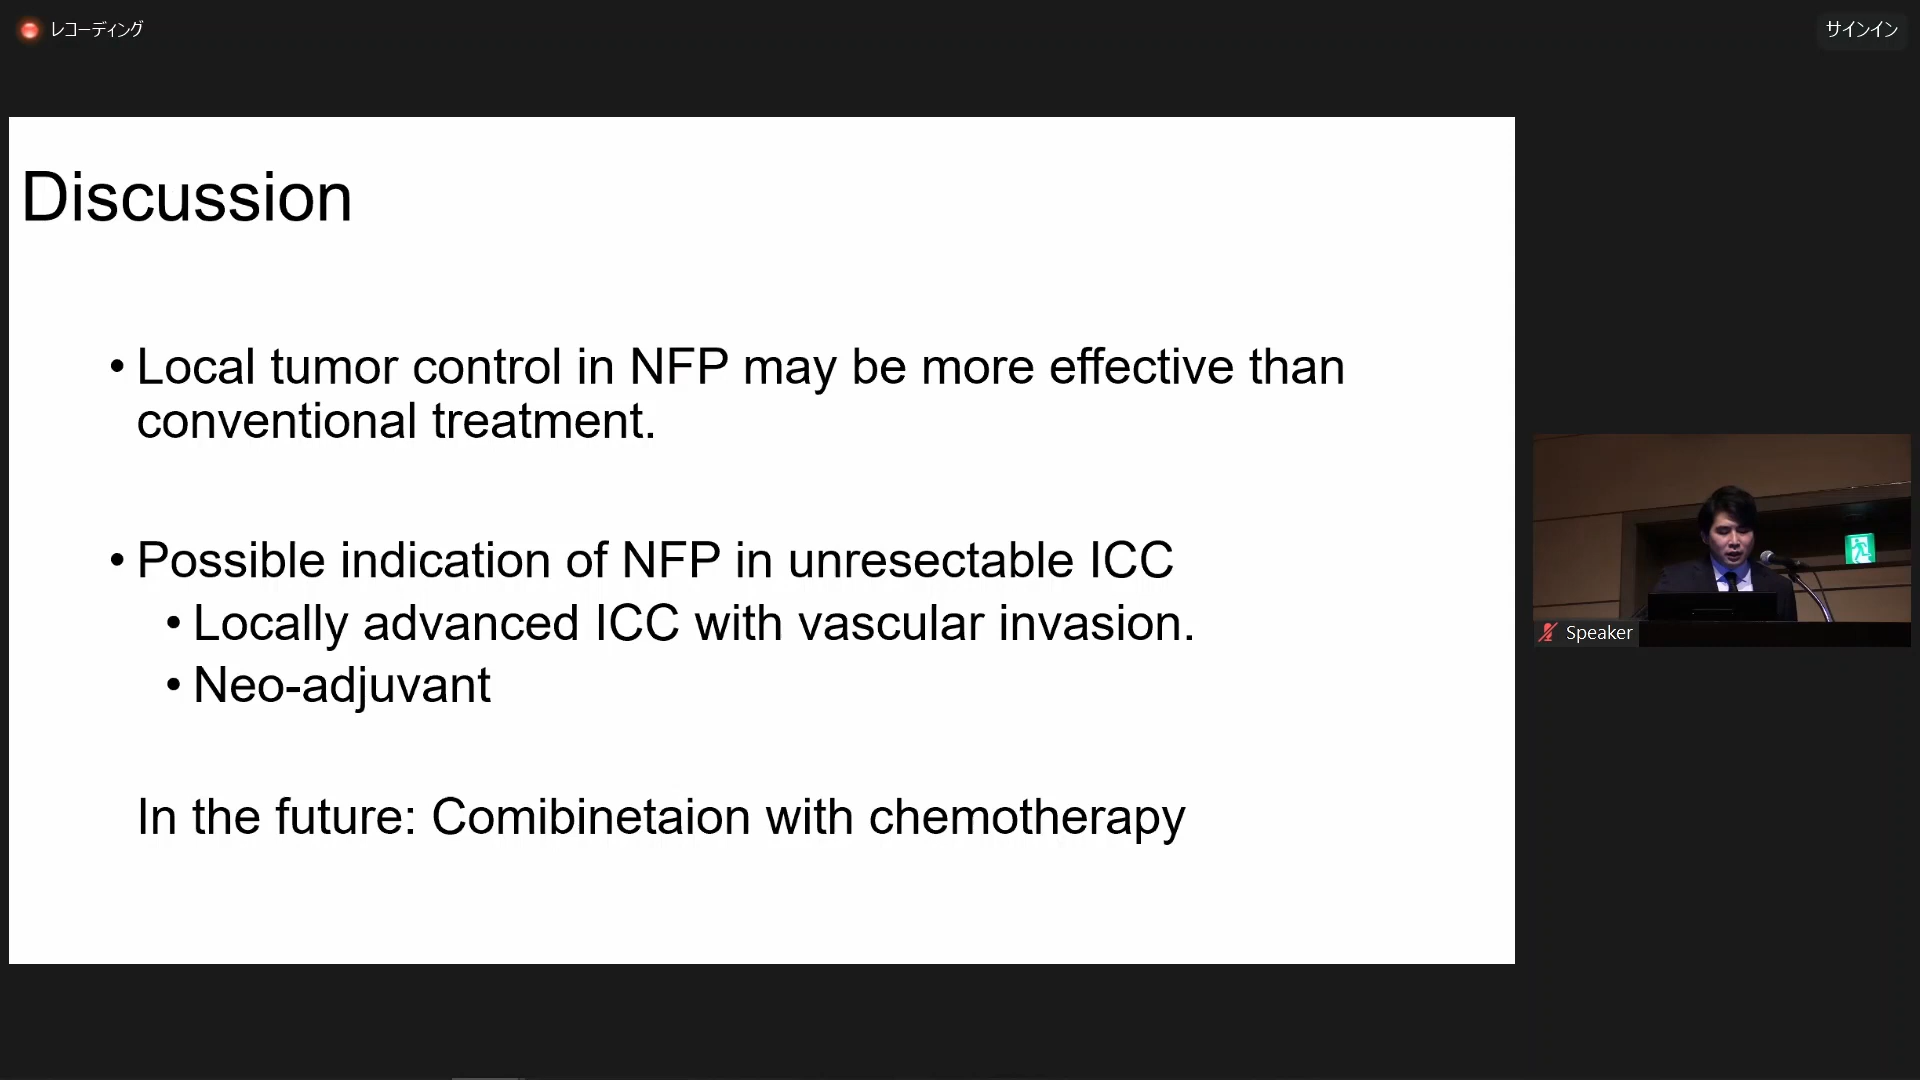 レコーディング
サインイン
Discussion
• Local tumor control in NFP may be more effective than
conventional treatment.
• Possible indication of NFP in unresectable ICC
• Locally advanced ICC with vascular invasion.
• Neo-adjuvant
In the future: Comibinetaion with chemotherapy
Speaker